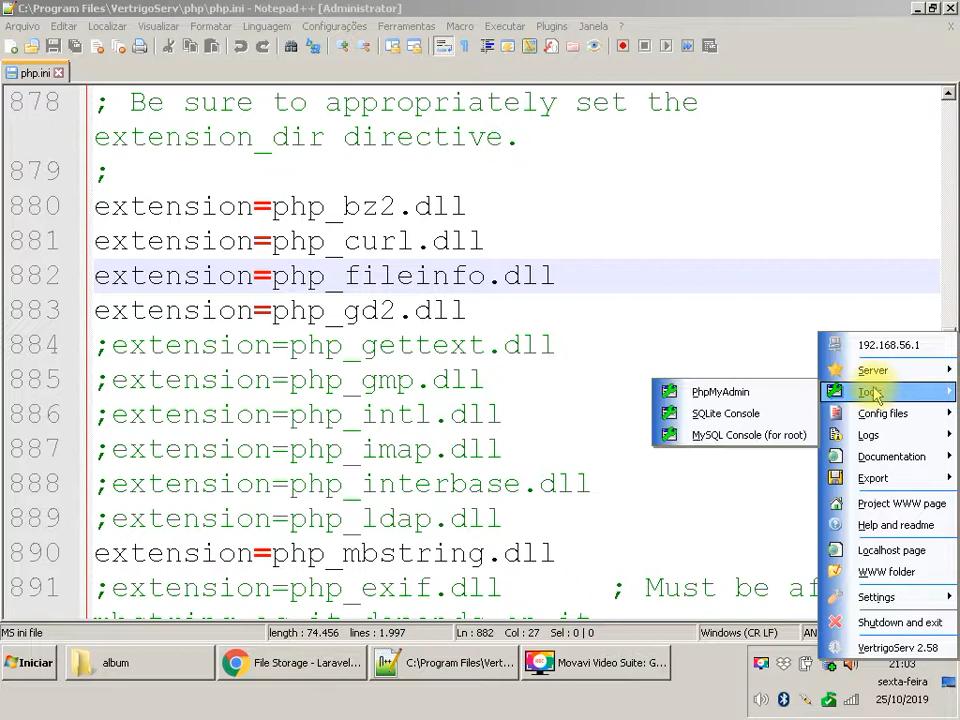 C:\Program Files\VertrigoServ\php\php.ini - Notepad++ [Administrator]
Arquivo Editar Localizar Visualizar Formatar Linguagem Configurações Ferramentas Macro Executar Plugins Janela ?
php.ini
878 ; Be sure to appropriately set the
extension_dir directive.
879 ;
880 extension=php_bz2.dll
881 extension=php_curl.dll
882 extension=php_fileinfo.dll
883 extension=php_gd2.dll
884 ;extension=php_gettext.dll
885 ;extension=php_gmp.dll
886 ;extension=php_intl.dll
887 ;extension=php_imap.dll
888 ;extension=php_interbase.dll
889 ;extension=php_ldap.dll
890 extension=php_mbstring.dll
891 ;extension=php_exif.dll ; Must be af
mbstring as it depends on it
192.168.56.1
Server
Tools
Config files
Logs
Documentation
Export
Project WWW page
Help and readme
Localhost page
WWW folder
Settings
Shutdown and exit
VertrigoServ 2.58
PhpMyAdmin
SQLite Console
MySQL Console (for root)
MS ini file length : 74.456 lines : 1.997 Ln : 882 Col : 27 Sel : 0 | 0 Windows (CR LF) AN
Iniciar
album
File Storage - Laravel...
C:\Program Files\Vert...
Movavi Video Suite: G...
21:03
sexta-feira
25/10/2019